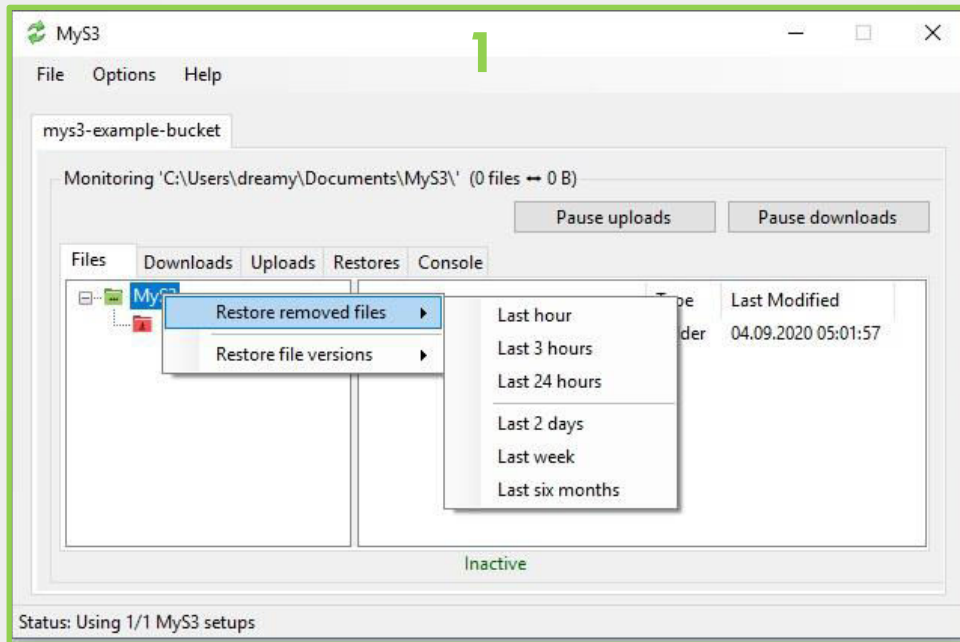 MyS3
1
File Options Help
mys3-example-bucket
Monitoring 'C:\Users\dreamy\Documents\MyS3\' (0 files ↔ 0 B)
Pause uploads Pause downloads
Files Downloads Uploads Restores Console
Last Modified
04.09.2020 05:01:57
Restore removed files
Restore file versions
Last hour
Last 3 hours
Last 24 hours
Last 2 days
Last week
Last six months
Inactive
Status: Using 1/1 MyS3 setups